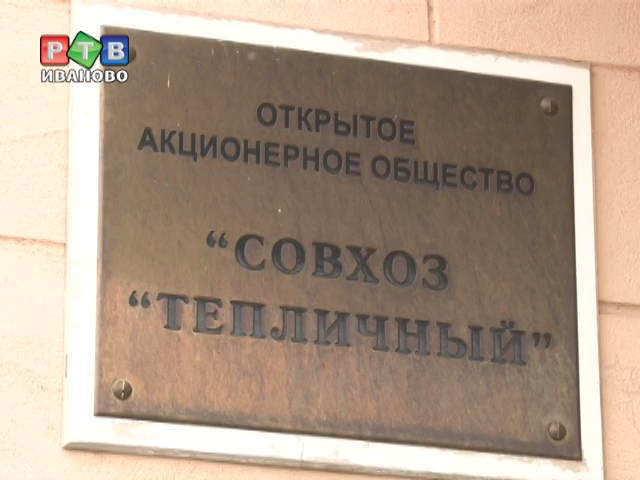 РТВ
ИВАНОВО
ОТКРЫТОЕ
АКЦИОНЕРНОЕ ОБЩЕСТВО
“СОВХОЗ
“ТЕПЛИЧНЫЙ”